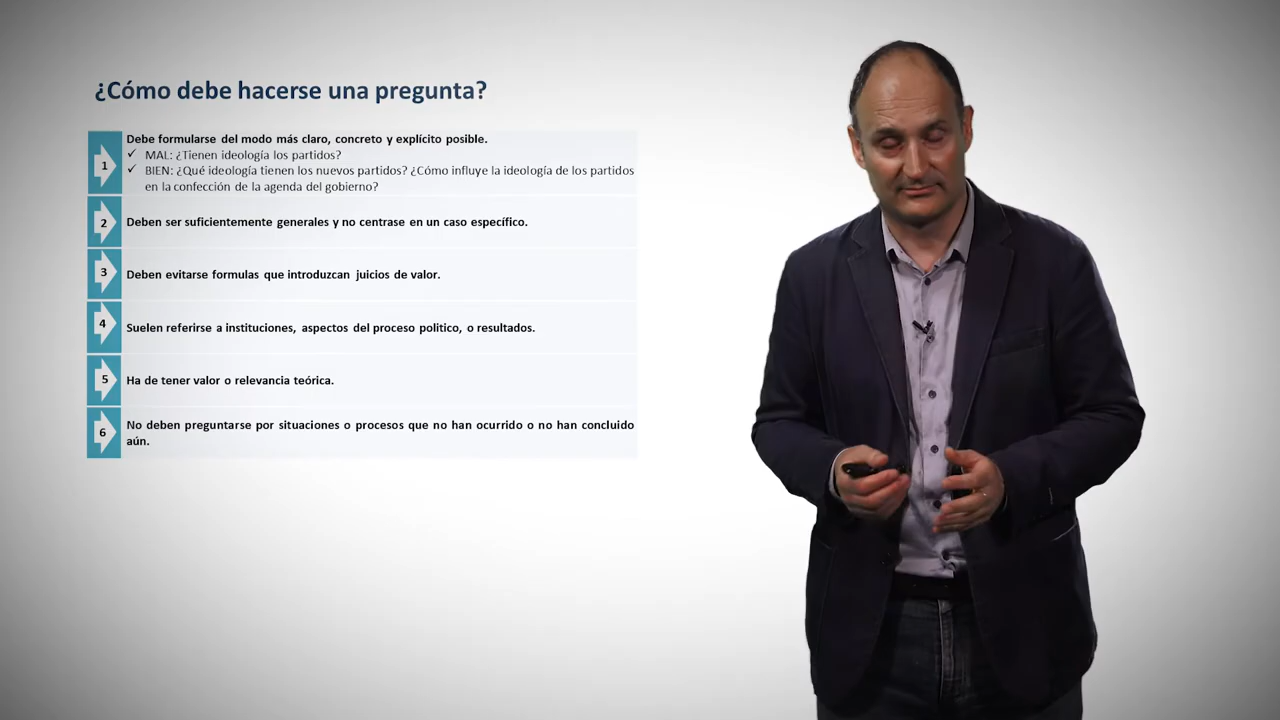 ¿Cómo debe hacerse una pregunta?
1
Debe formularse del modo más claro, concreto y explícito posible.
✓ MAL: ¿Tienen ideología los partidos?
✓ BIEN: ¿Qué ideología tienen los nuevos partidos? ¿Cómo influye la ideología de los partidos
en la confección de la agenda del gobierno?
2
Deben ser suficientemente generales y no centrase en un caso específico.
3
Deben evitarse formulas que introduzcan juicios de valor.
4
Suelen referirse a instituciones, aspectos del proceso politico, o resultados.
5
Ha de tener valor o relevancia teórica.
6
No deben preguntarse por situaciones o procesos que no han ocurrido o no han concluido
aún.